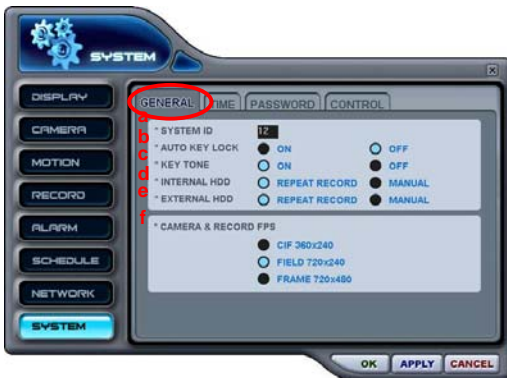 SYSTEM
DISPLAY
CAMERA
MOTION
RECORD
ALARM
SCHEDULE
NETWORK
SYSTEM
GENERAL TIME PASSWORD CONTROL
a
b * SYSTEM ID 12
c * AUTO KEY LOCK ON OFF
d * KEY TONE ON OFF
e * INTERNAL HDD REPEAT RECORD MANUAL
* EXTERNAL HDD REPEAT RECORD MANUAL
f * CAMERA & RECORD FPS
CIF 360x240
FIELD 720x240
FRAME 720x480
OK APPLY CANCEL